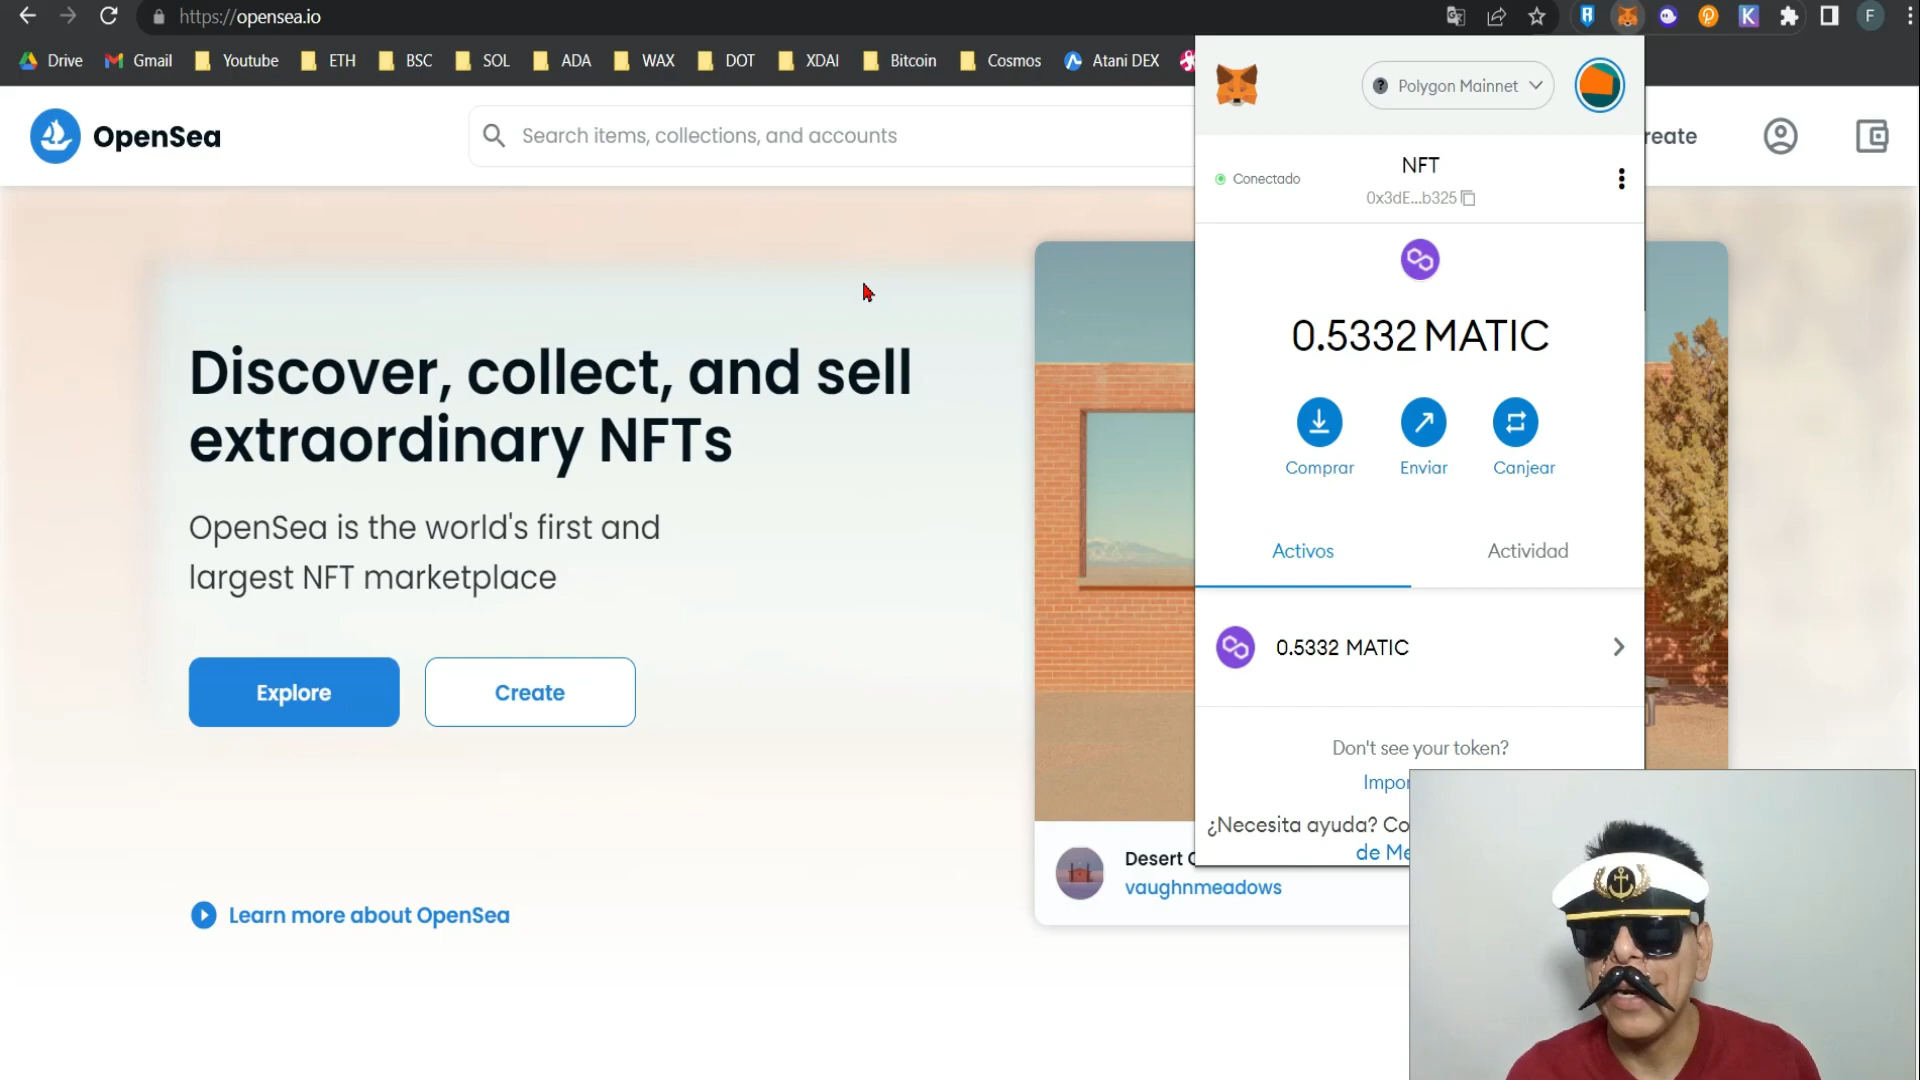 https://opensea.io
F
K
Drive
Gmail
Youtube
ETH
BSC
SOL
ADA
WAX
DOT
XDAI
Bitcoin
Cosmos
Atani DEX
OpenSea
Search items, collections, and accounts
reate
Polygon Mainnet
Conectado
NFT
0x3dE...b325
0.5332 MATIC
Comprar
Enviar
Canjear
Activos
Actividad
0.5332 MATIC
Don't see your token?
Impor
¿Necesita ayuda? Co
de Me
Discover, collect, and sell
extraordinary NFTs
OpenSea is the world's first and
largest NFT marketplace
Explore
Create
Learn more about OpenSea
Desert
vaughnmeadows